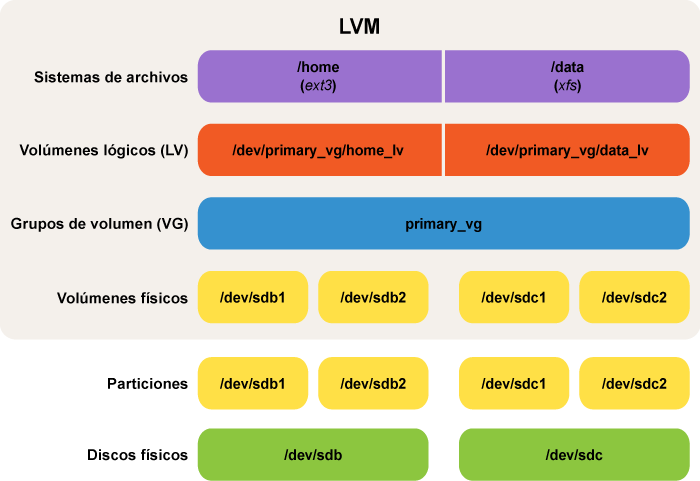 LVM
Sistemas de archivos
/home
(ext3)
/data
(xfs)
Volúmenes lógicos (LV)
/dev/primary_vg/home_lv
/dev/primary_vg/data_lv
Grupos de volumen (VG)
primary_vg
Volúmenes físicos
/dev/sdb1
/dev/sdb2
/dev/sdc1
/dev/sdc2
Particiones
/dev/sdb1
/dev/sdb2
/dev/sdc1
/dev/sdc2
Discos físicos
/dev/sdb
/dev/sdc